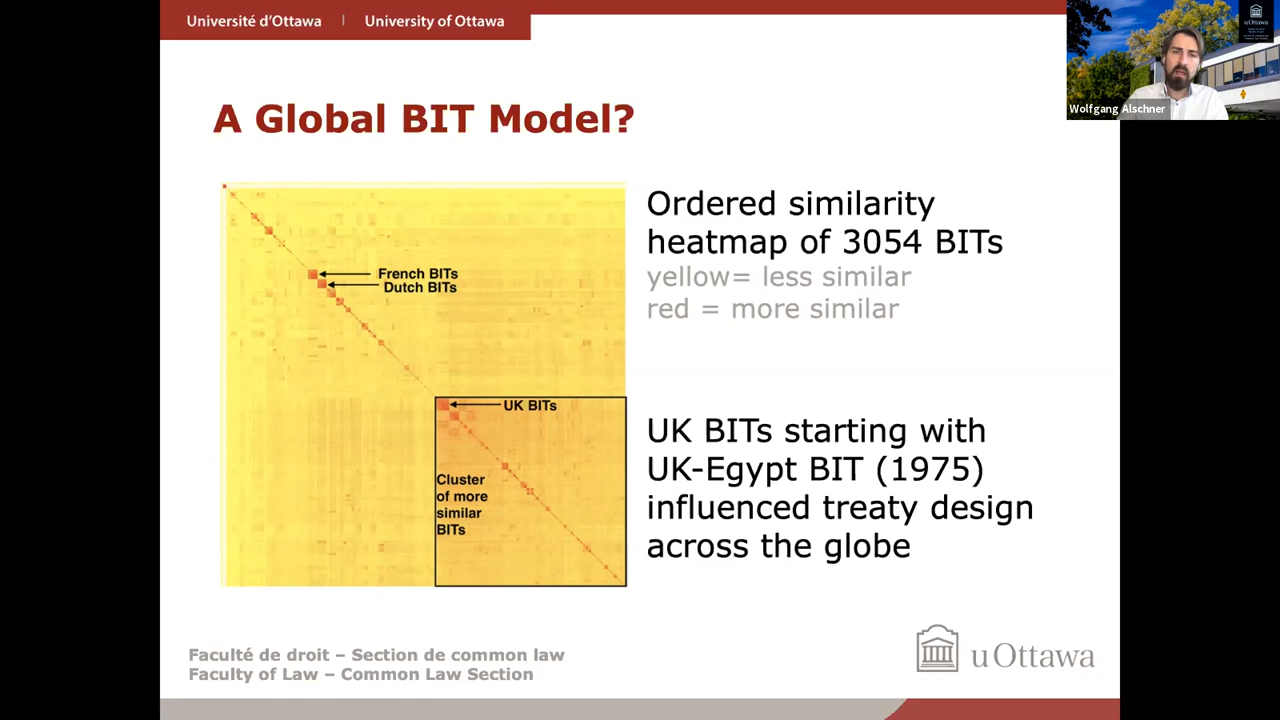 Université d'Ottawa | University of Ottawa
uOttawa
Wolfgang Alschner
A Global BIT Model?
French BITs
Dutch BITs
UK BITs
Cluster
of more
similar
BITs
Ordered similarity
heatmap of 3054 BITs
yellow= less similar
red = more similar
UK BITs starting with
UK-Egypt BIT (1975)
influenced treaty design
across the globe
Faculté de droit – Section de common law
Faculty of Law – Common Law Section
uOttawa